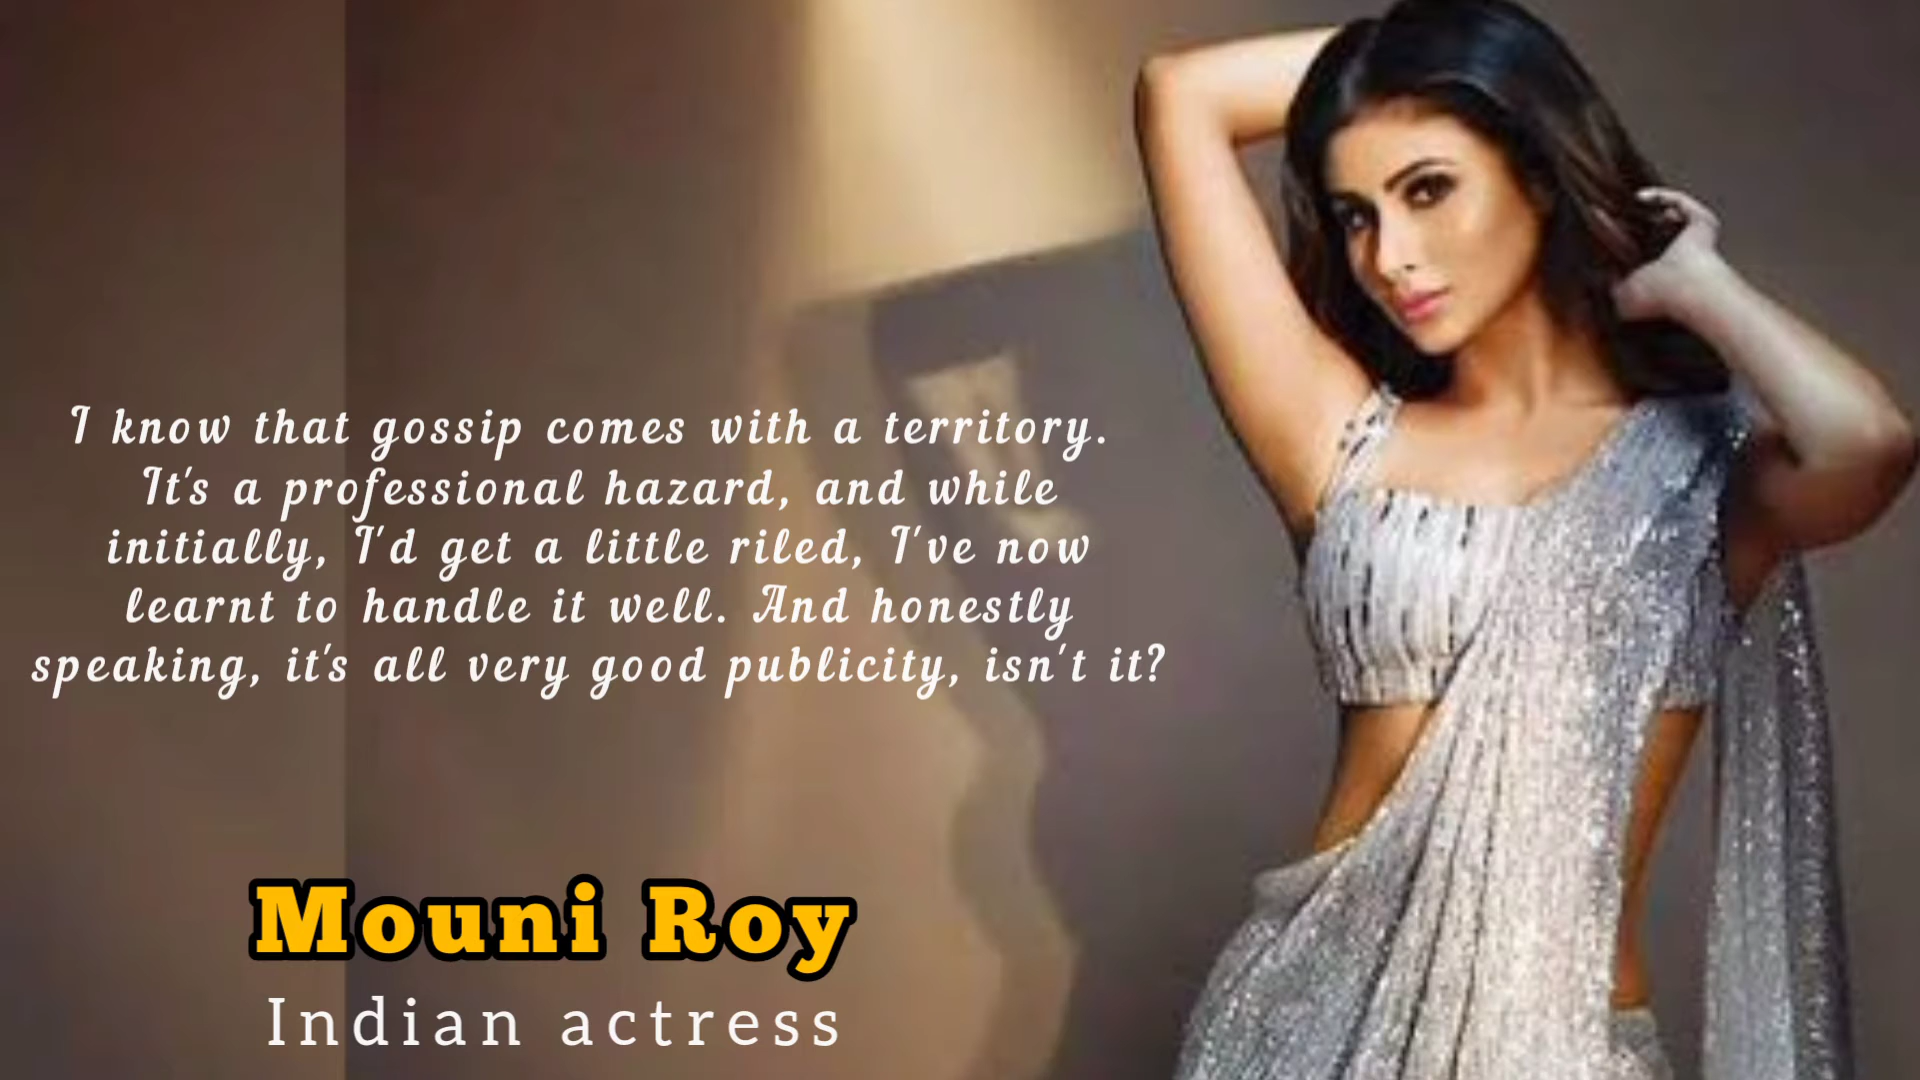 I know that gossip comes with a territory.
It's a professional hazard, and while
initially, I'd get a little riled, I've now
learnt to handle it well. And honestly
speaking, it's all very good publicity, isn't it?
Mouni Roy
Indian actress